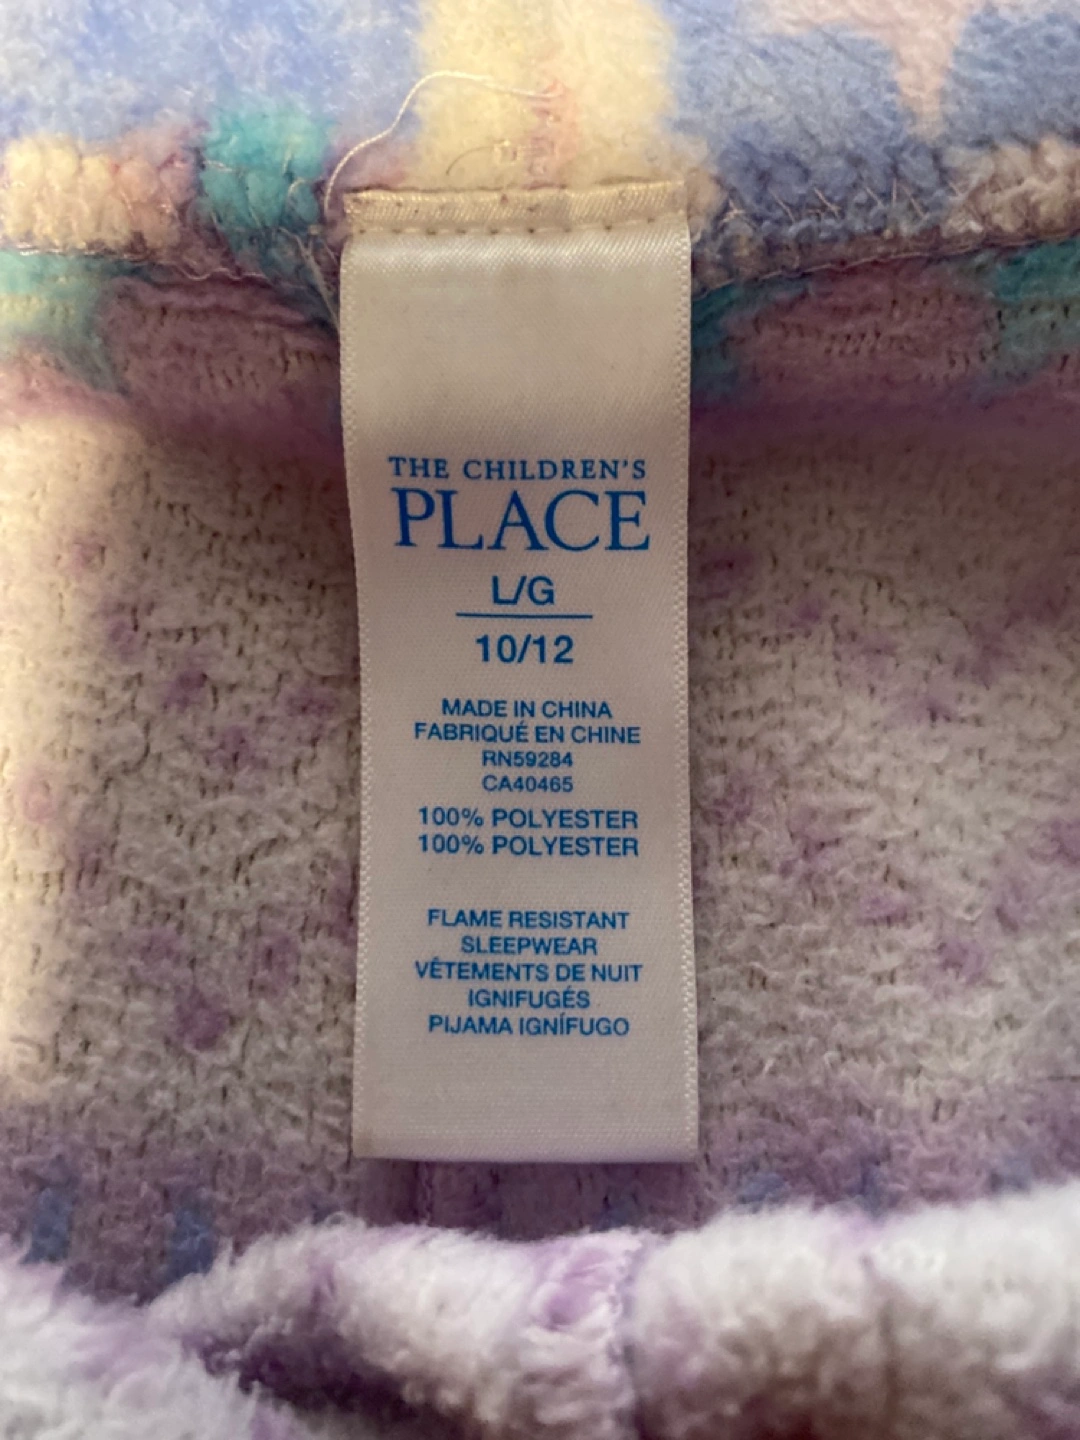 THE CHILDREN'S
PLACE
L/G
10/12
MADE IN CHINA
FABRIQUÉ EN CHINE
RN59284
CA40465
100% POLYESTER
100% POLYESTER
FLAME RESISTANT
SLEEPWEAR
VÊTEMENTS DE NUIT
IGNIFUGÉS
PIJAMA IGNÍFUGO